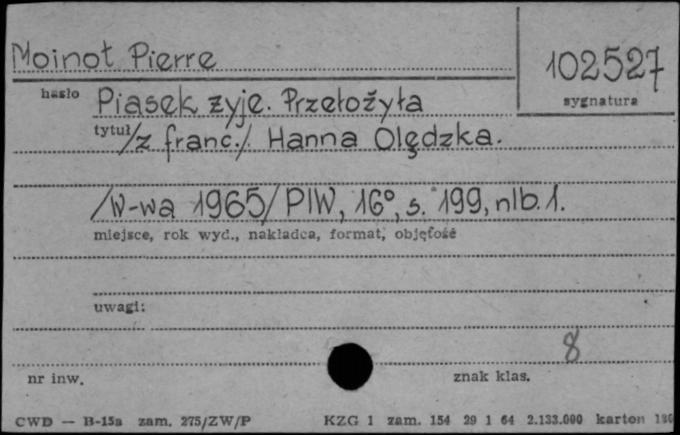 Moinot Pierre
102527
hasło Piasek żyje. Przełożyła
sygnatura
tytuł /z franc./ Hanna Olędzka.
/W-wa 1965/ PIW, 16°, s. 199, nlb. 1.
miejsce, rok wyd., nakładca, format, objętość
uwagi:
8
nr inw.
znak klas.
CWD — B-15a zam. 275/ZW/P KZG 1 zam. 154 29 1 64 2.133.000 karton